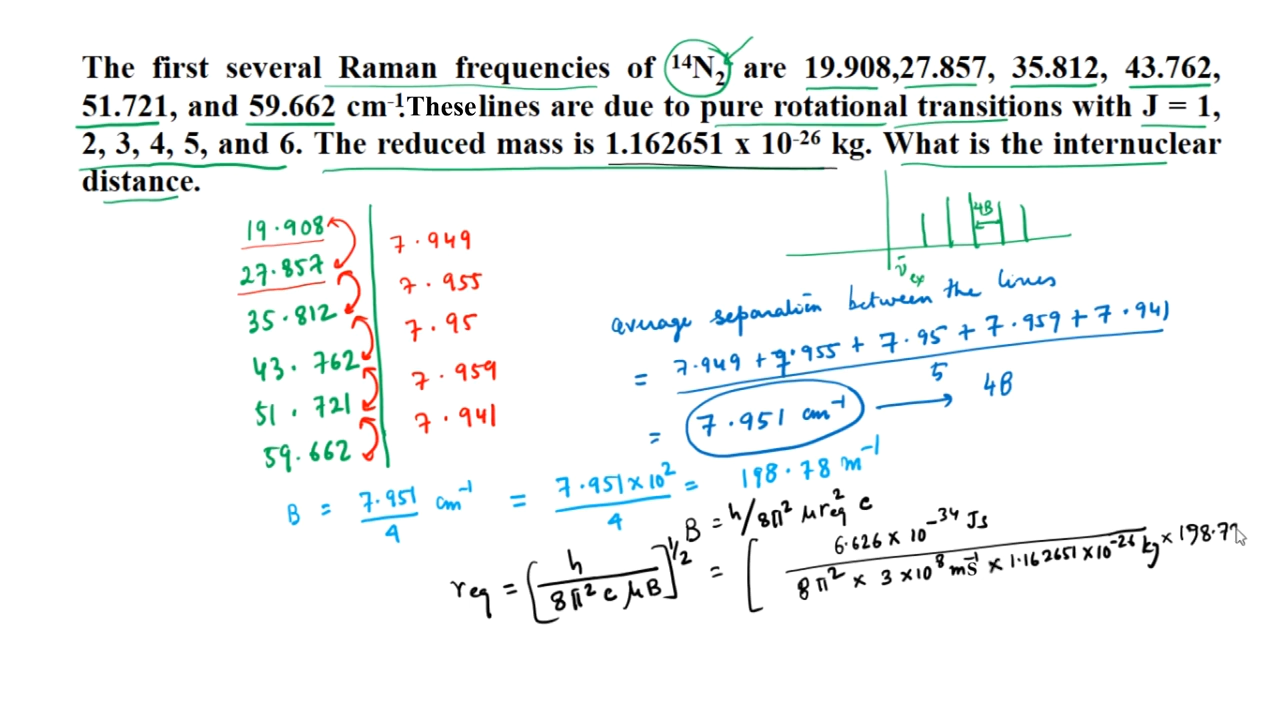 The first several Raman frequencies of ¹⁴N₂ are 19.908,27.857, 35.812, 43.762,
51.721, and 59.662 cm⁻¹.These lines are due to pure rotational transitions with J = 1,
2, 3, 4, 5, and 6. The reduced mass is 1.162651 x 10⁻²⁶ kg. What is the internuclear
distance.
19.908
27.857
35.812
43.762
51.721
59.662
7.949
7.955
7.95
7.959
7.941
4B
ν̄ex
average separation between the lines
= 7.949 + 7.955 + 7.95 + 7.959 + 7.941 / 5
= 7.951 cm⁻¹ → 4B
B = 7.951/4 cm⁻¹ = 7.951 x 10²/4 = 198.78 m⁻¹
B = h/8π² μ req² c
req = [h / 8π² c μ B]^1/2 = [6.626 x 10⁻³⁴ Js / 8π² x 3 x 10⁸ ms⁻¹ x 1.162651 x 10⁻²⁶ kg x 198.7